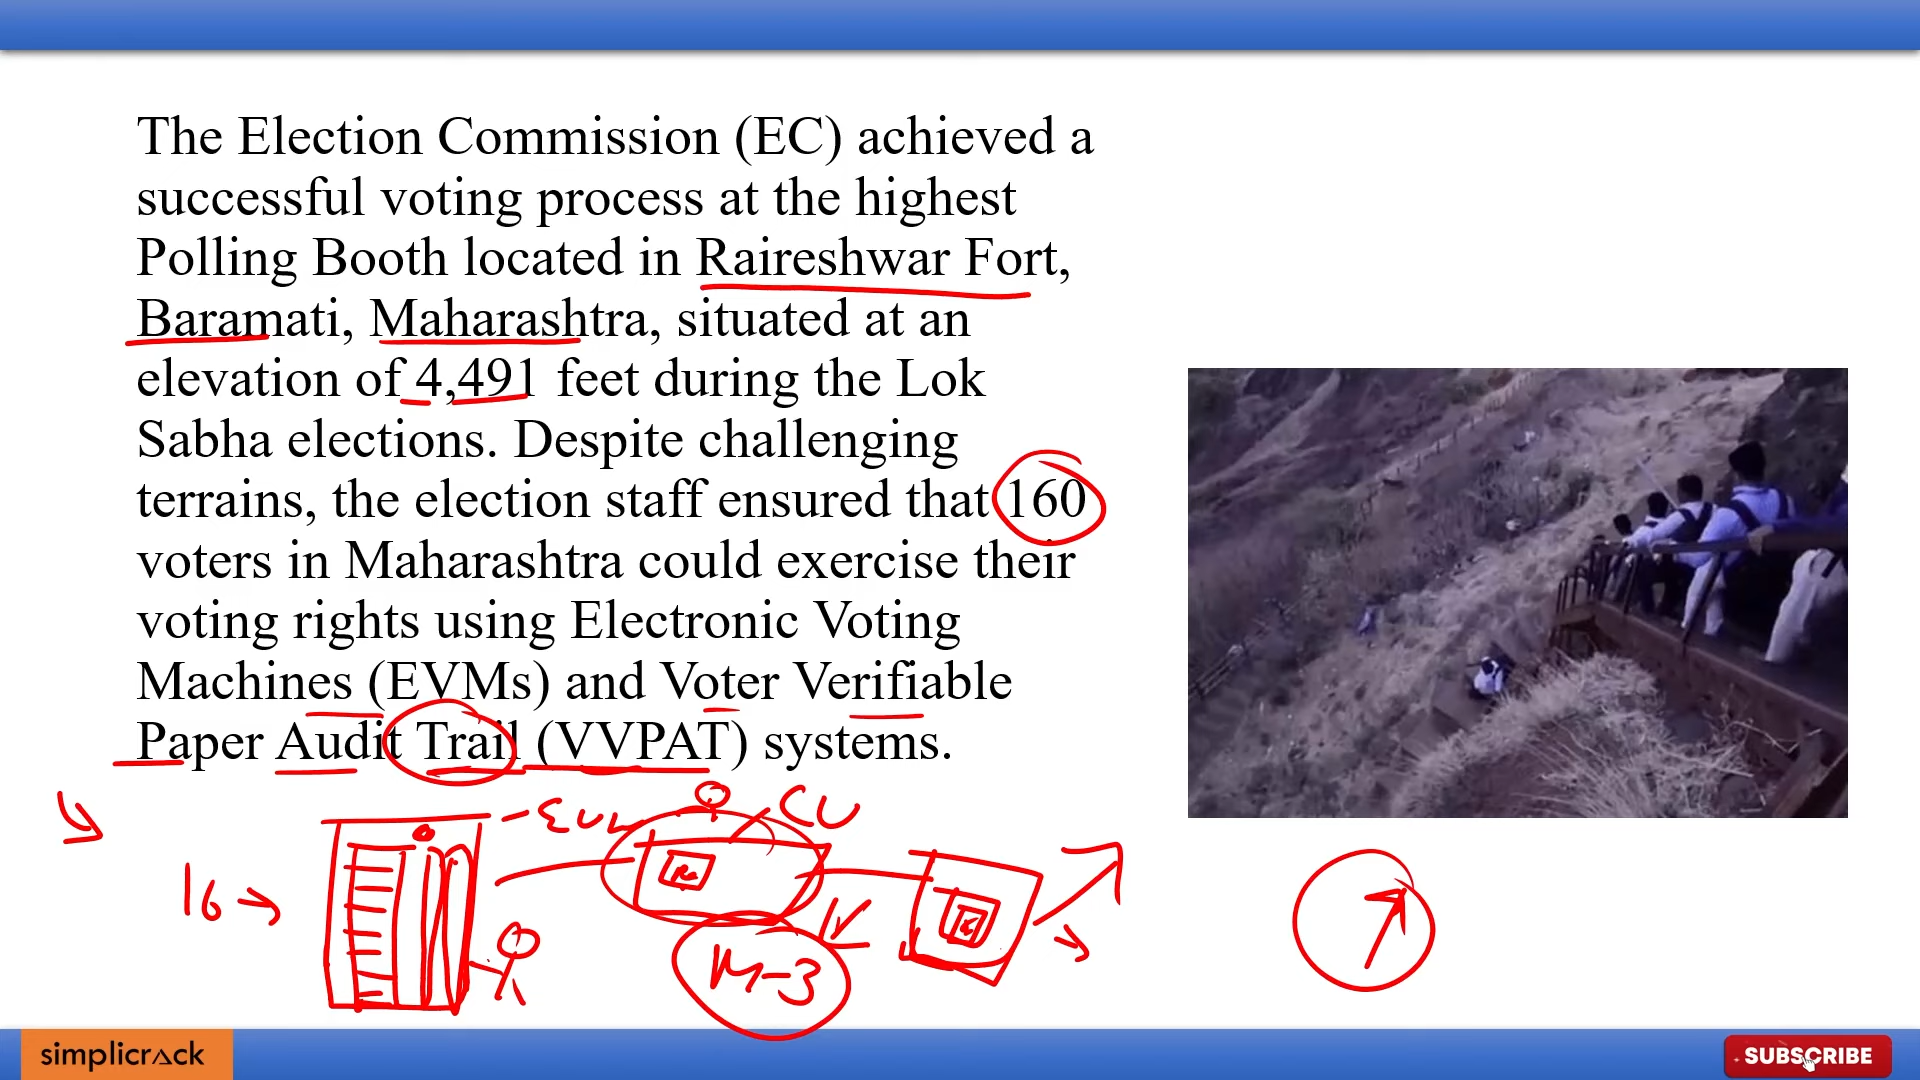 The Election Commission (EC) achieved a
successful voting process at the highest
Polling Booth located in Raireshwar Fort,
Baramati, Maharashtra, situated at an
elevation of 4,491 feet during the Lok
Sabha elections. Despite challenging
terrains, the election staff ensured that 160
voters in Maharashtra could exercise their
voting rights using Electronic Voting
Machines (EVMs) and Voter Verifiable
Paper Audit Trail (VVPAT) systems.
CU
16
M-3
simplicrack
SUBSCRIBE